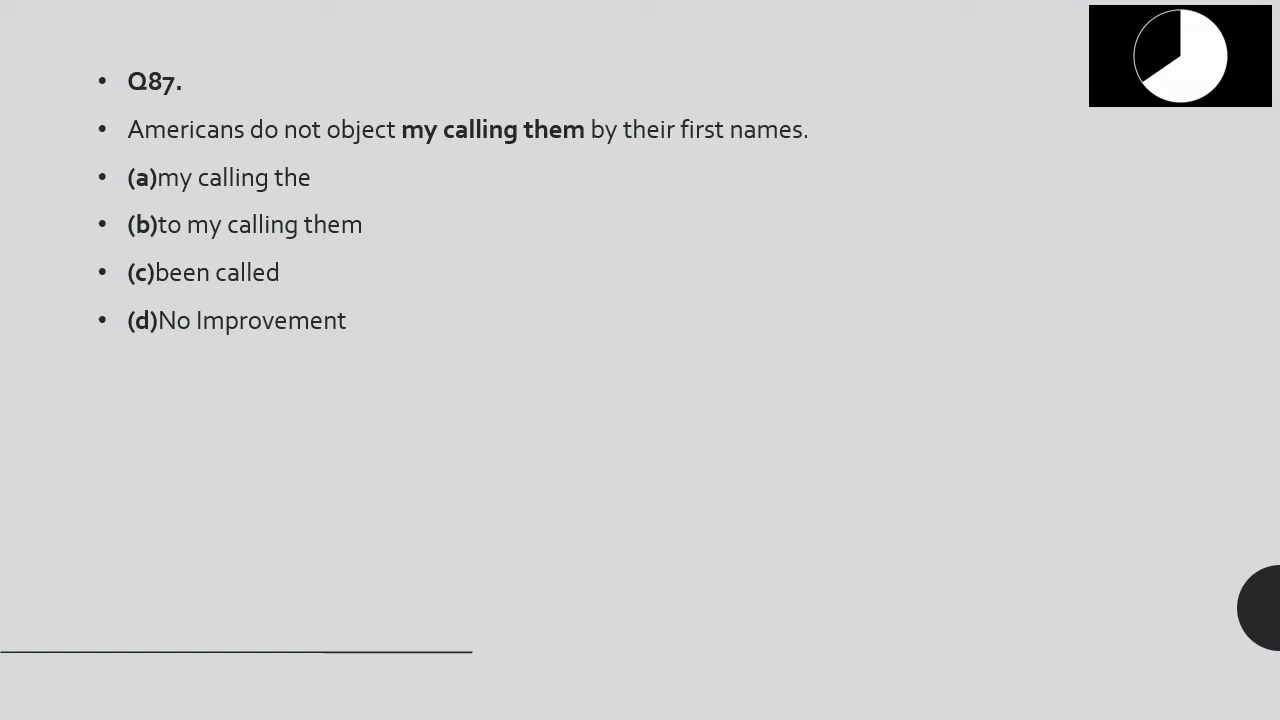 • Q87.
• Americans do not object my calling them by their first names.
• (a)my calling the
• (b)to my calling them
• (c)been called
• (d)No Improvement